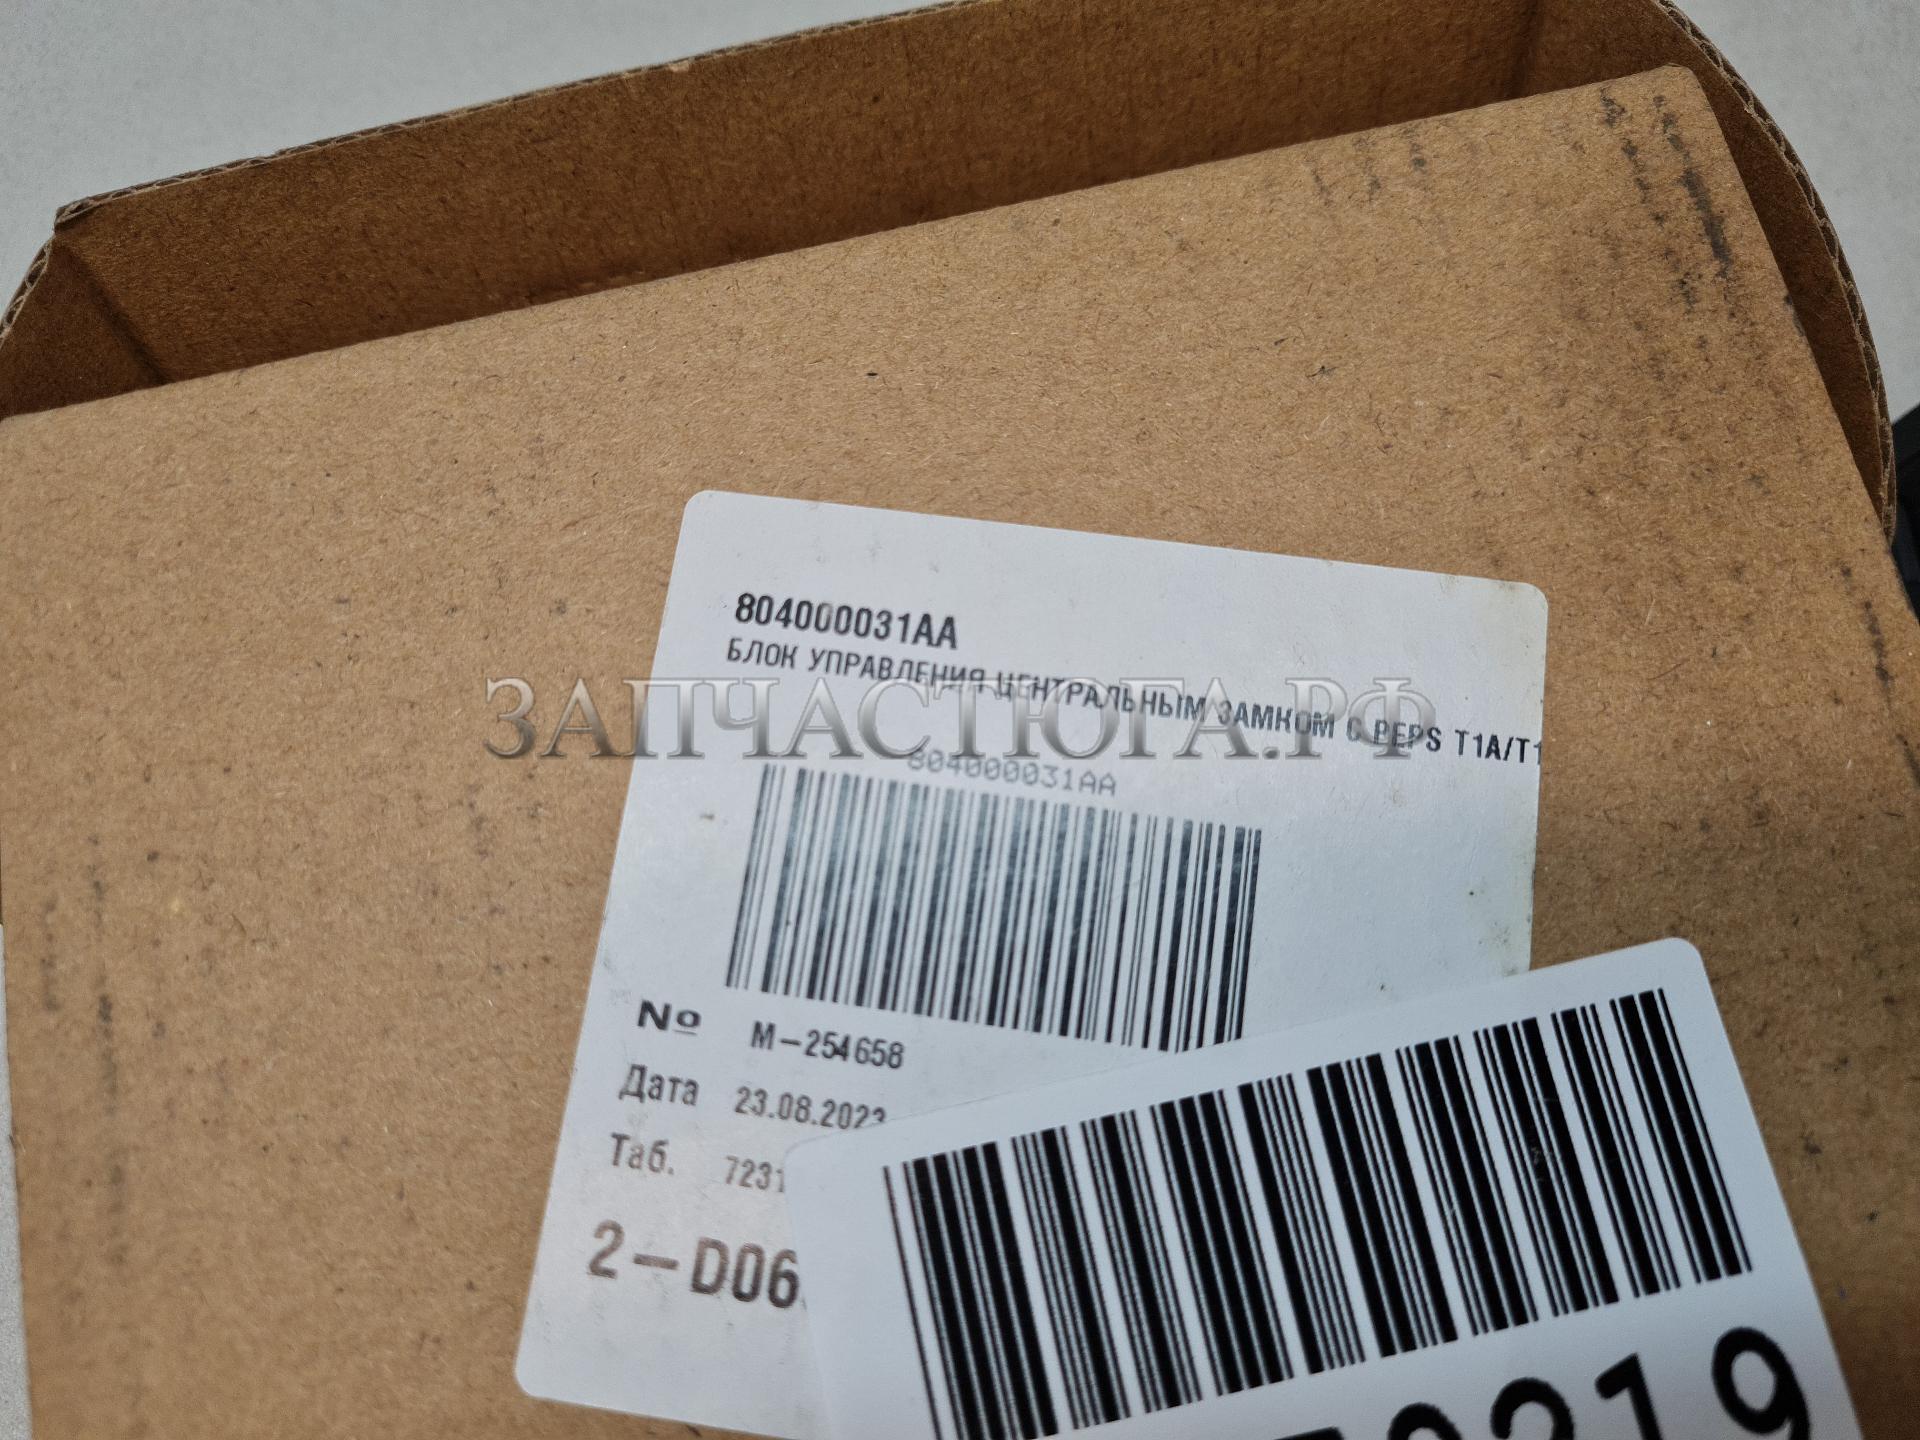 804000031AA
БЛОК УПРАВЛЕНИЯ ЦЕНТРАЛЬНЫМ ЗАМКОМ С PEPS T1A/T1
ЗАПЧАСТЮГА.РФ
804000031AA
№ М-254658
Дата 23.08.2023
Таб. 7231
2-D06
0219